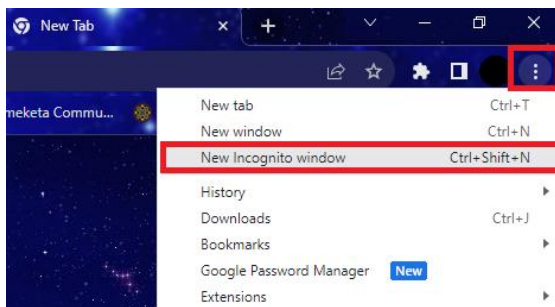 New Tab
meketa Commu...
New tab Ctrl+T
New window Ctrl+N
New Incognito window Ctrl+Shift+N
History
Downloads Ctrl+J
Bookmarks
Google Password Manager New
Extensions